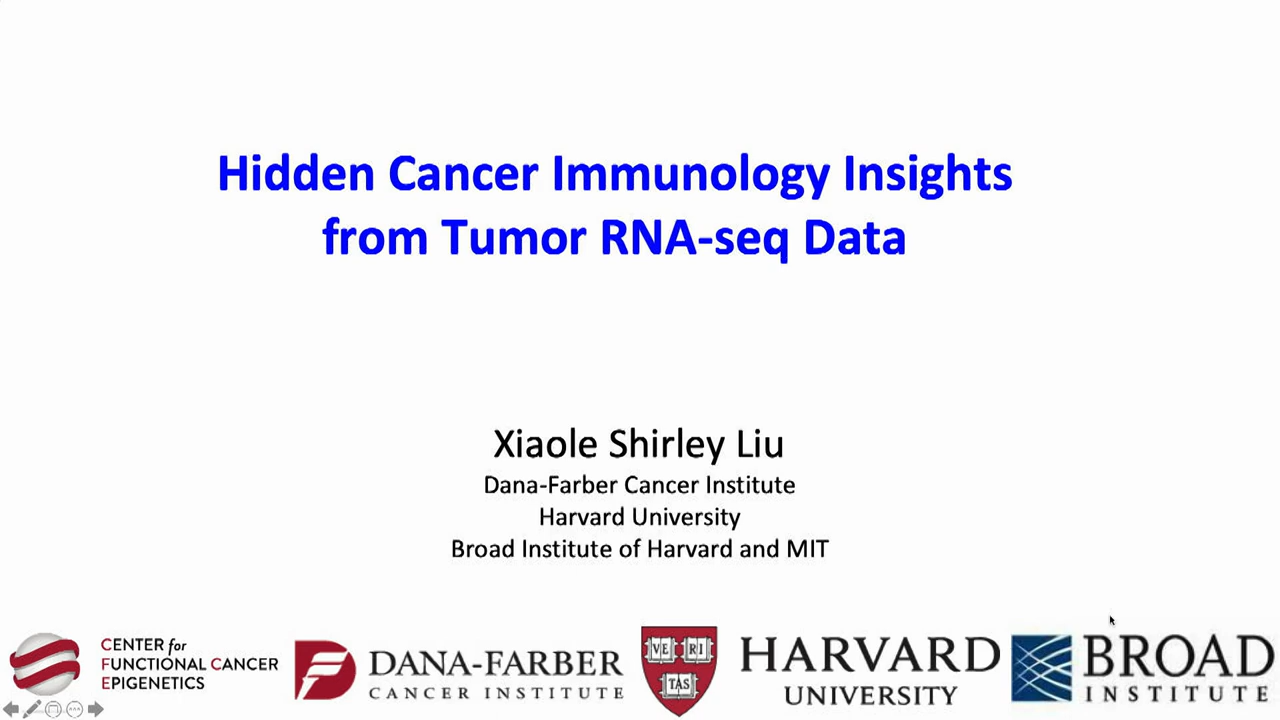 Hidden Cancer Immunology Insights
from Tumor RNA-seq Data
Xiaole Shirley Liu
Dana-Farber Cancer Institute
Harvard University
Broad Institute of Harvard and MIT
CENTER for
FUNCTIONAL CANCER
EPIGENETICS
DANA-FARBER
CANCER INSTITUTE
VE RI
TAS
HARVARD
UNIVERSITY
BROAD
INSTITUTE